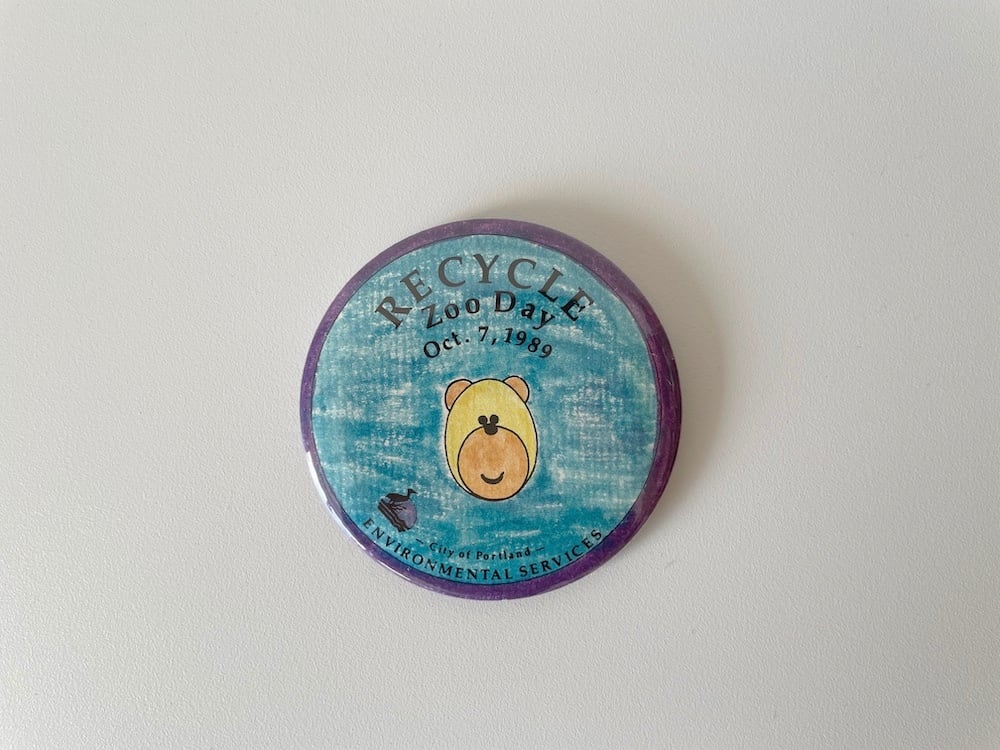 RECYCLE
Zoo Day
Oct. 7, 1989
– City of Portland –
ENVIRONMENTAL SERVICES